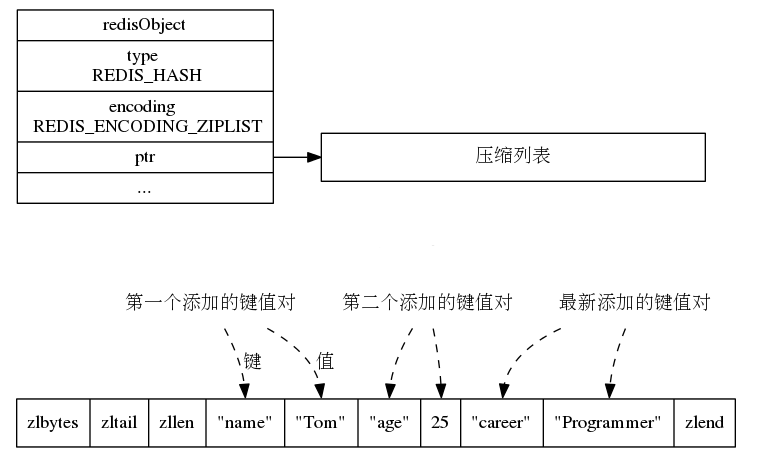 redisObject
type
REDIS_HASH
encoding
REDIS_ENCODING_ZIPLIST
ptr
...
压缩列表
第一个添加的键值对
第二个添加的键值对
最新添加的键值对
键
值
zlbytes
zltail
zllen
"name"
"Tom"
"age"
25
"career"
"Programmer"
zlend